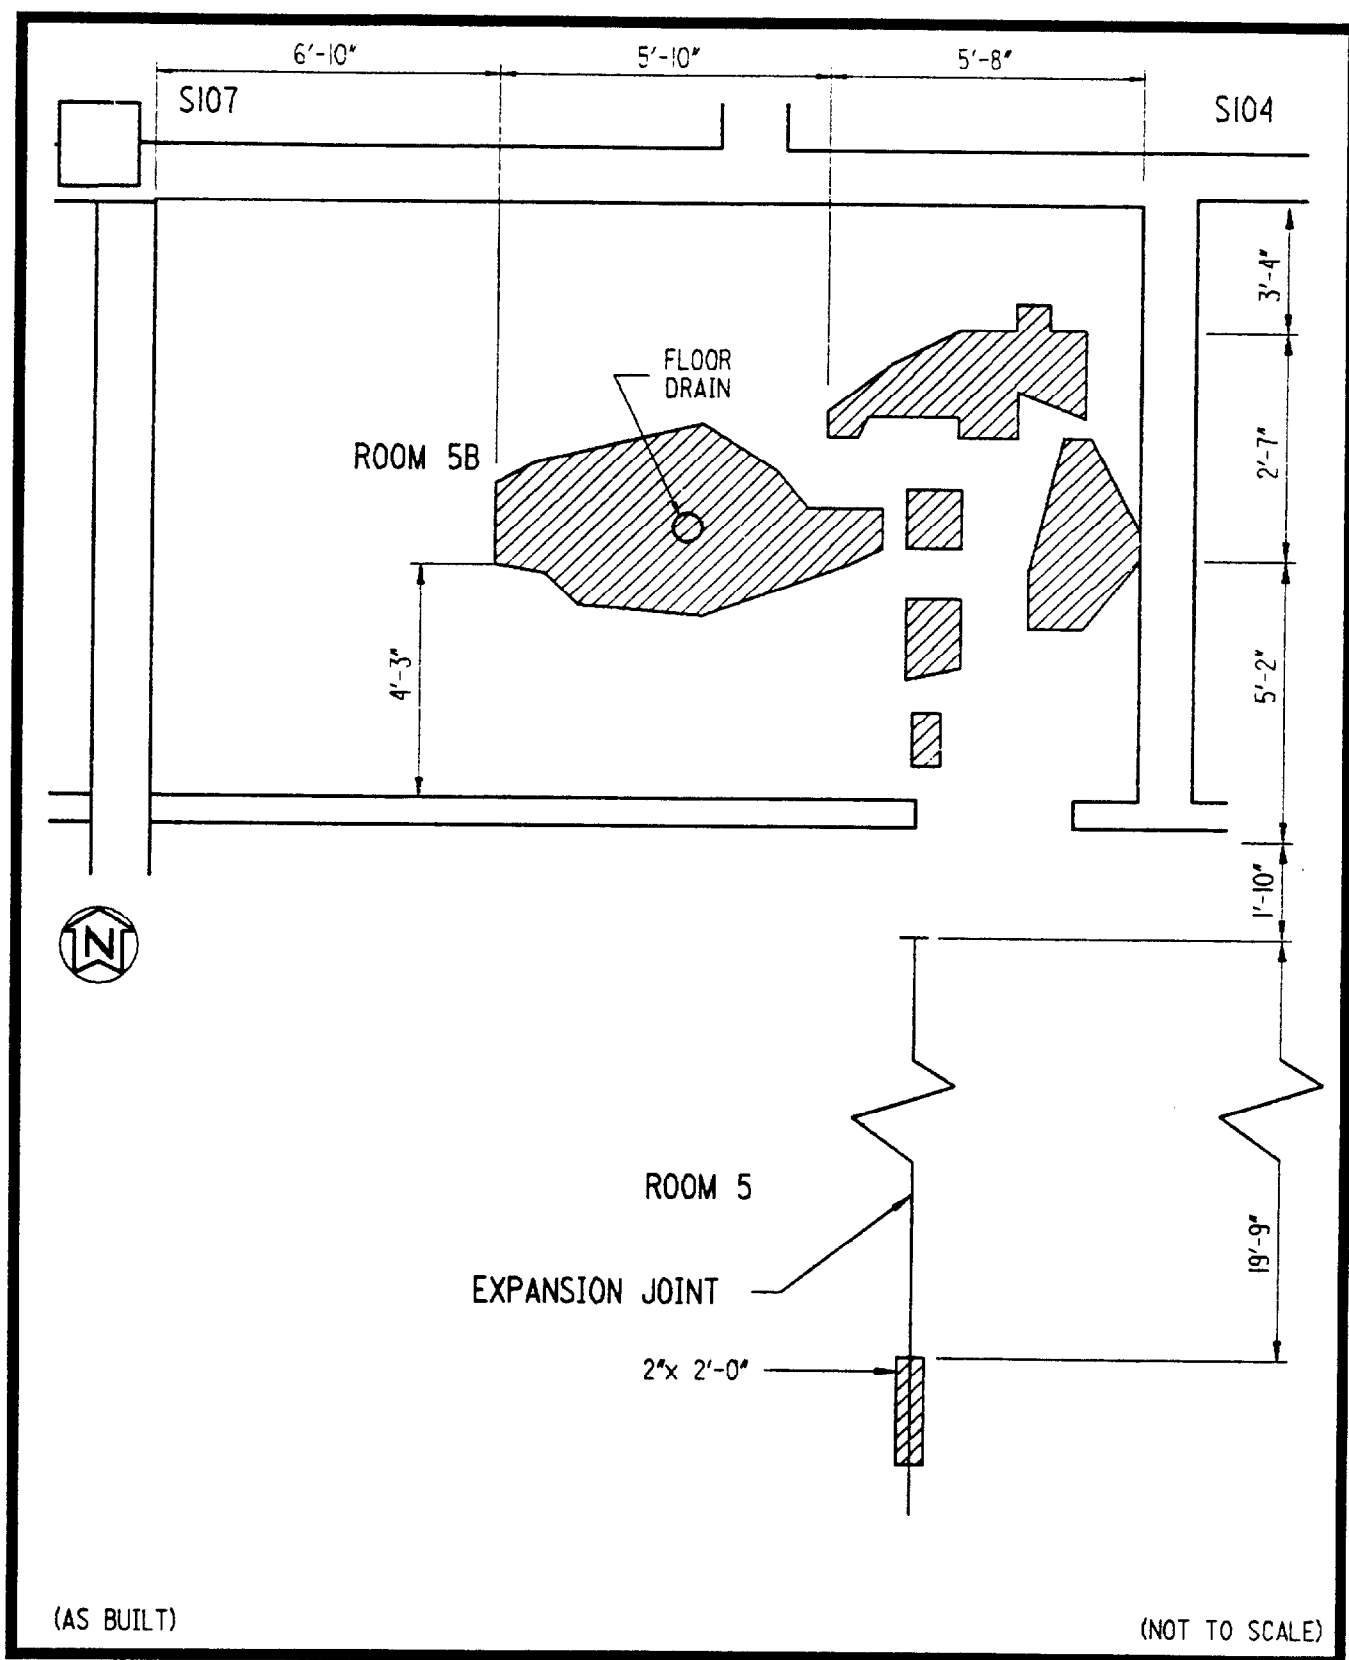 6'-10"
5'-10"
5'-8"
S107
S104
3'-4"
FLOOR
DRAIN
ROOM 5B
2'-7"
4'-3"
5'-2"
1'-10"
N
ROOM 5
19'-9"
EXPANSION JOINT
2"x 2'-0"
(AS BUILT)
(NOT TO SCALE)